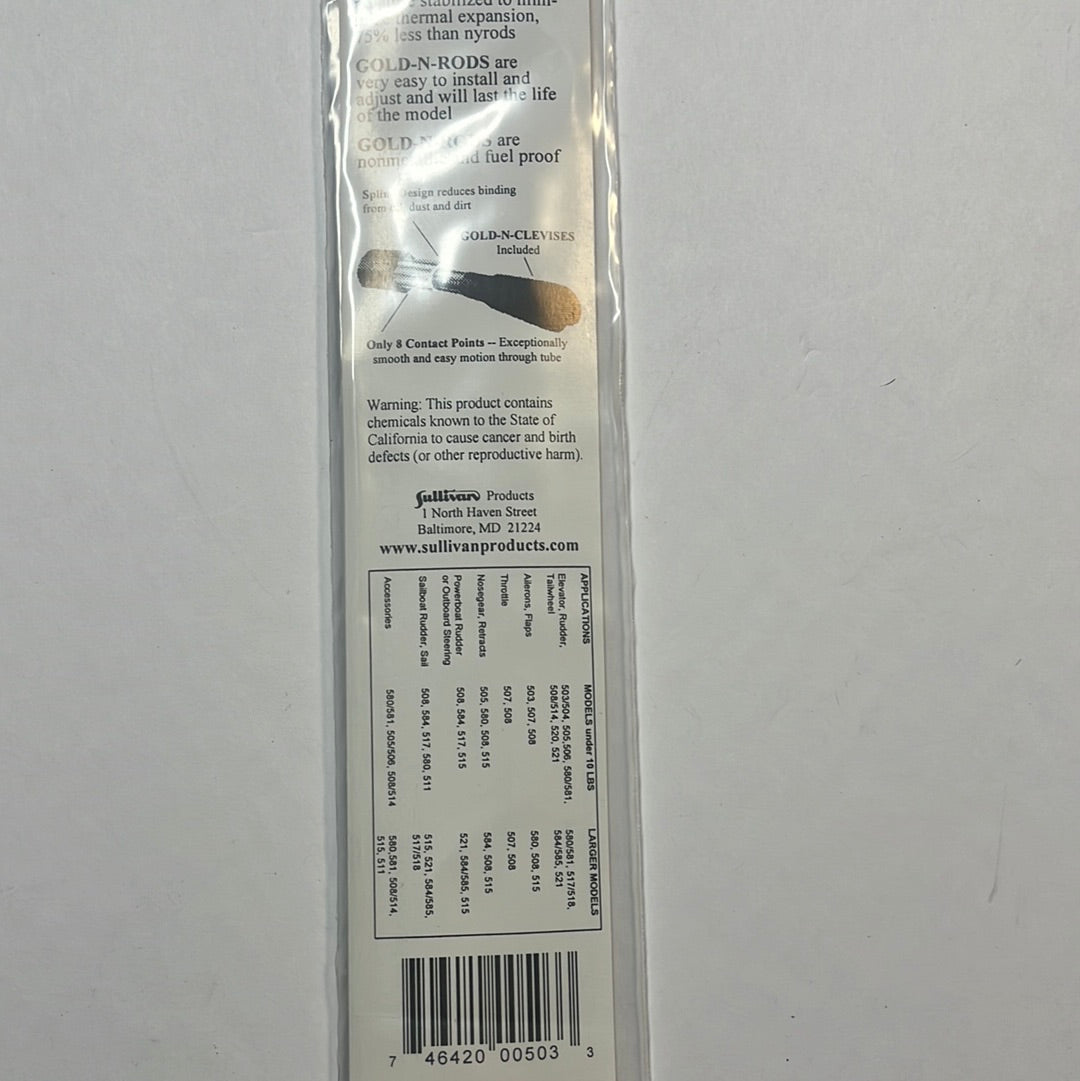 thermal expansion,
75% less than nyrods
GOLD-N-RODS are
very easy to install and
adjust and will last the life
of the model
GOLD-N-RODS are
and fuel proof
design reduces binding
from dust and dirt
GOLD-N-CLEVISES
Included
Only 8 Contact Points -- Exceptionally
smooth and easy motion through tube
Warning: This product contains
chemicals known to the State of
California to cause cancer and birth
defects (or other reproductive harm).
Sullivan Products
1 North Haven Street
Baltimore, MD 21224
www.sullivanproducts.com
APPLICATIONS MODELS under 10 LBS LARGER MODELS
Elevator, Rudder, 503/504, 505,506, 580/581, 580/581, 517/518,
Tailwheel 508/514, 520, 521 584/585, 521
Ailerons, Flaps 503, 507, 508 580, 508, 515
Throttle 507, 508 507, 508
Nosegear, Retracts 505, 580, 508, 515 584, 508, 515
Powerboat Rudder 508, 584, 517, 515 521, 584/585, 515
or Outboard Steering
Sailboat Rudder, Sail 508, 584, 517, 580, 511 515, 521, 584/585,
517/518
Accessories 580/581, 505/506, 508/514 580,581, 508/514,
515, 511
7 46420 00503 3